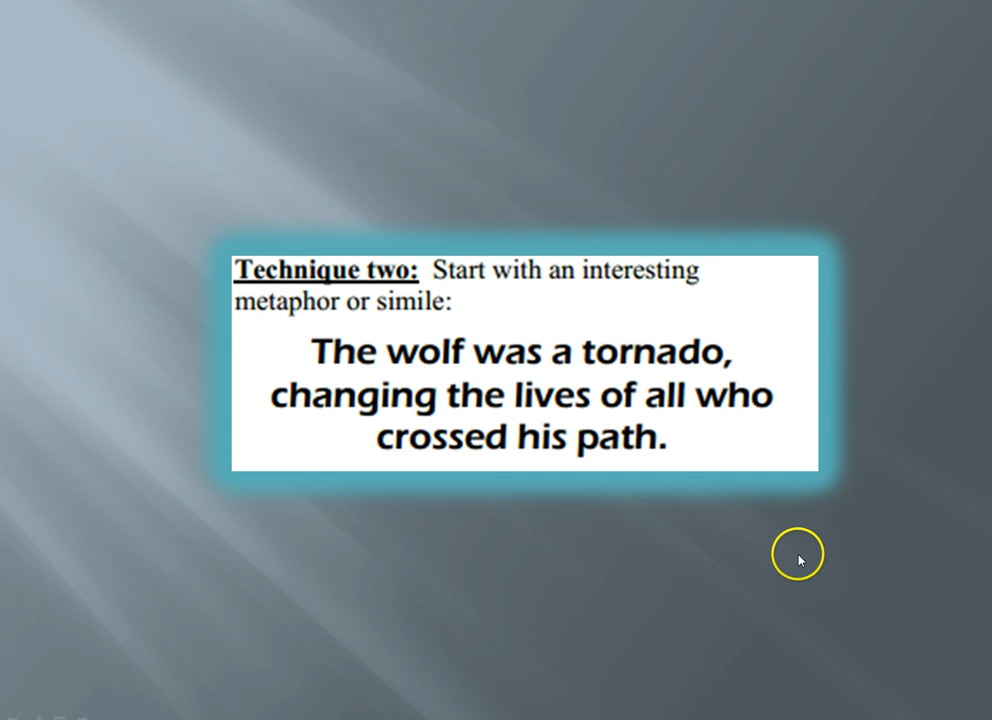 Technique two: Start with an interesting
metaphor or simile:
The wolf was a tornado,
changing the lives of all who
crossed his path.